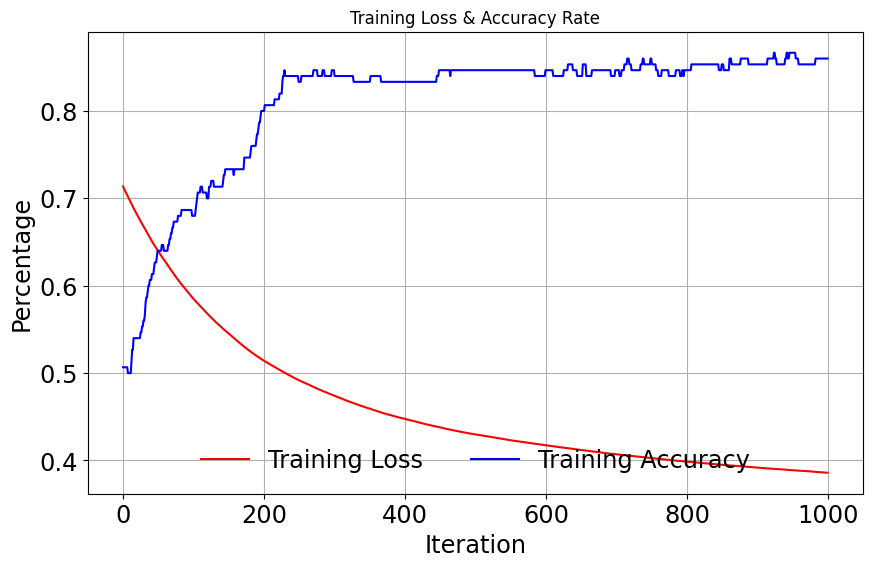 Training Loss & Accuracy Rate
Percentage
0.8
0.7
0.6
0.5
0.4
Training Loss Training Accuracy
0 200 400 600 800 1000
Iteration